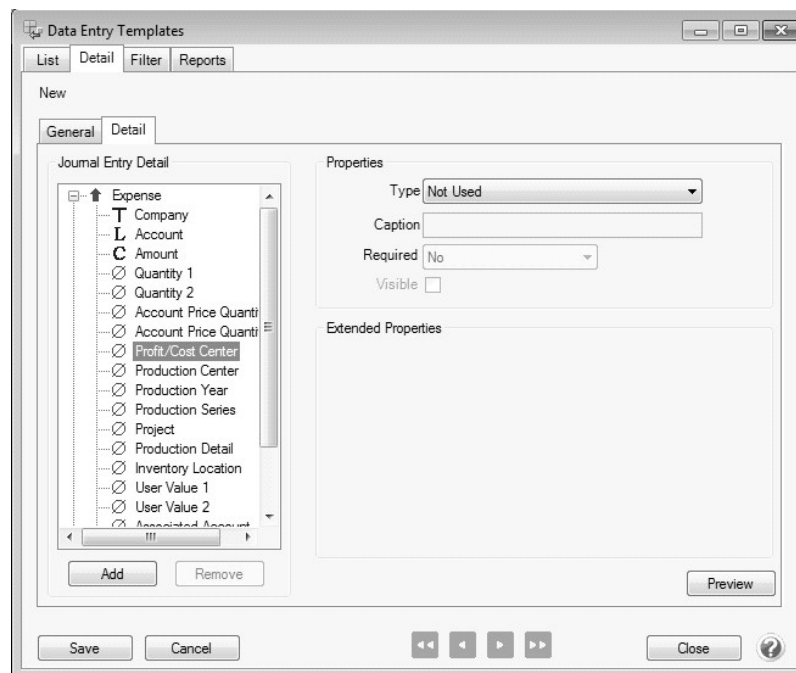 Data Entry Templates
List Detail Filter Reports
New
General Detail
Journal Entry Detail
Expense
T Company
L Account
C Amount
Quantity 1
Quantity 2
Account Price Quanti
Account Price Quanti
Profit/Cost Center
Production Center
Production Year
Production Series
Project
Production Detail
Inventory Location
User Value 1
User Value 2
Associated Account
Add Remove
Properties
Type Not Used
Caption
Required No
Visible
Extended Properties
Preview
Save Cancel Close ?